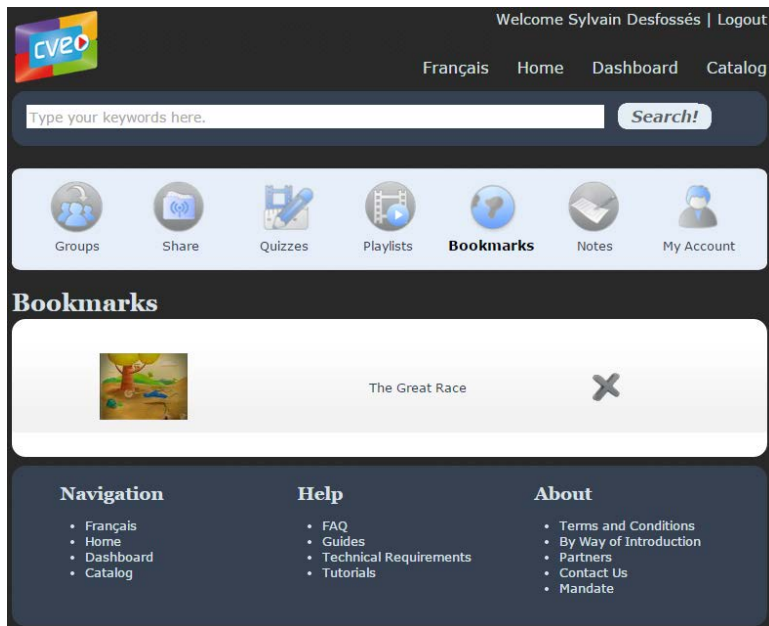 Welcome Sylvain Desfossés | Logout
cveo
Français Home Dashboard Catalog
Type your keywords here. Search!
Groups Share Quizzes Playlists Bookmarks Notes My Account
Bookmarks
The Great Race
Navigation Help About
• Français • FAQ • Terms and Conditions
• Home • Guides • By Way of Introduction
• Dashboard • Technical Requirements • Partners
• Catalog • Tutorials • Contact Us
• Mandate